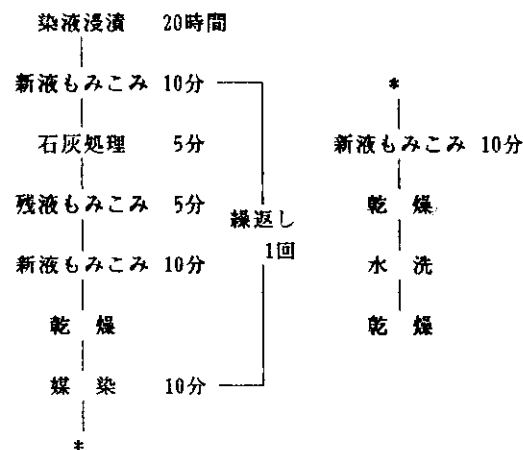 染液浸漬 20時間
新液もみこみ 10分
石灰処理 5分
残液もみこみ 5分
新液もみこみ 10分
乾 燥
媒 染 10分
*
繰返し
1回
*
新液もみこみ 10分
乾 燥
水 洗
乾 燥